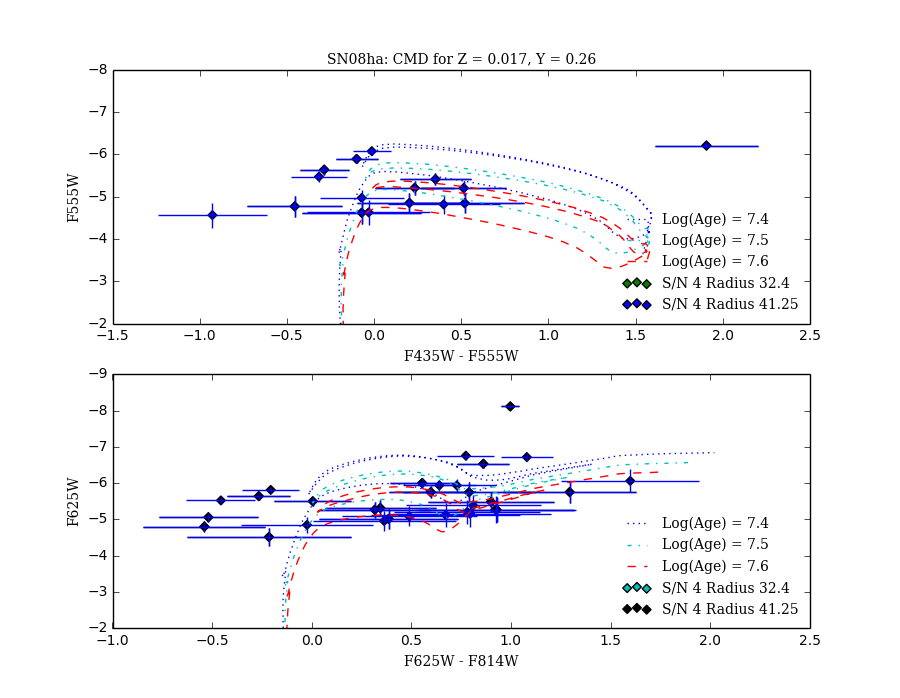 SN08ha: CMD for Z = 0.017, Y = 0.26
−8
−7
−6
−5
−4
−3
−2
F555W
Log(Age) = 7.4
Log(Age) = 7.5
Log(Age) = 7.6
S/N 4 Radius 32.4
S/N 4 Radius 41.25
−1.5 −1.0 −0.5 0.0 0.5 1.0 1.5 2.0 2.5
F435W - F555W
−9
−8
−7
−6
−5
−4
−3
−2
F625W
Log(Age) = 7.4
Log(Age) = 7.5
Log(Age) = 7.6
S/N 4 Radius 32.4
S/N 4 Radius 41.25
−1.0 −0.5 0.0 0.5 1.0 1.5 2.0 2.5
F625W - F814W